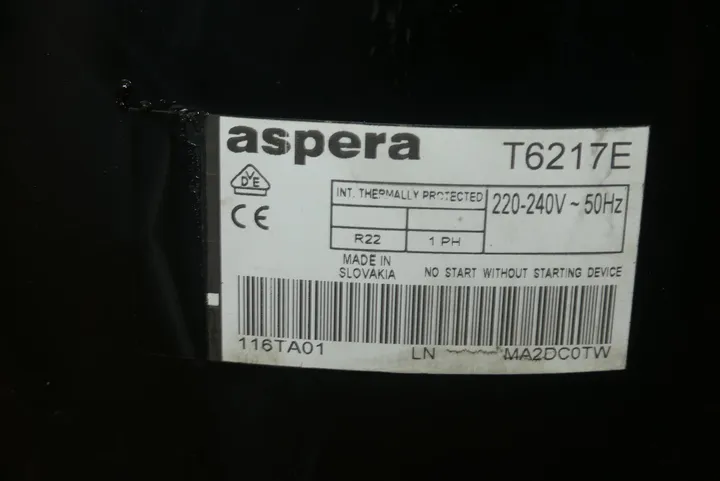 aspera
T6217E
VDE
CE
INT. THERMALLY PROTECTED
220-240V ~ 50Hz
R22
1 PH
MADE IN
SLOVAKIA
NO START WITHOUT STARTING DEVICE
116TA01
LN
MA2DC0TW